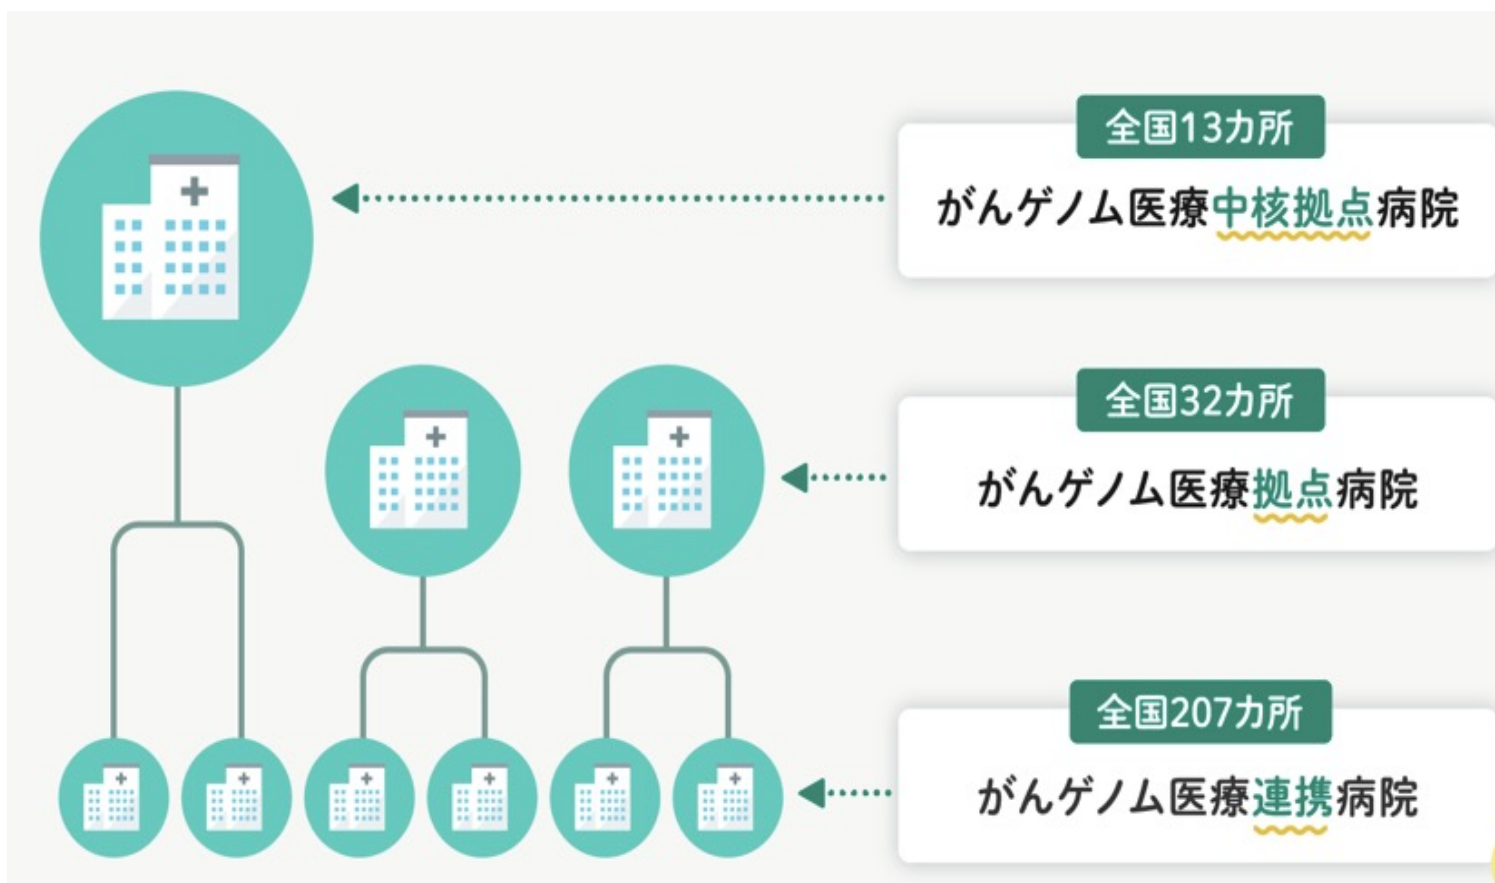 全国13カ所
がんゲノム医療中核拠点病院
全国32カ所
がんゲノム医療拠点病院
全国207カ所
がんゲノム医療連携病院